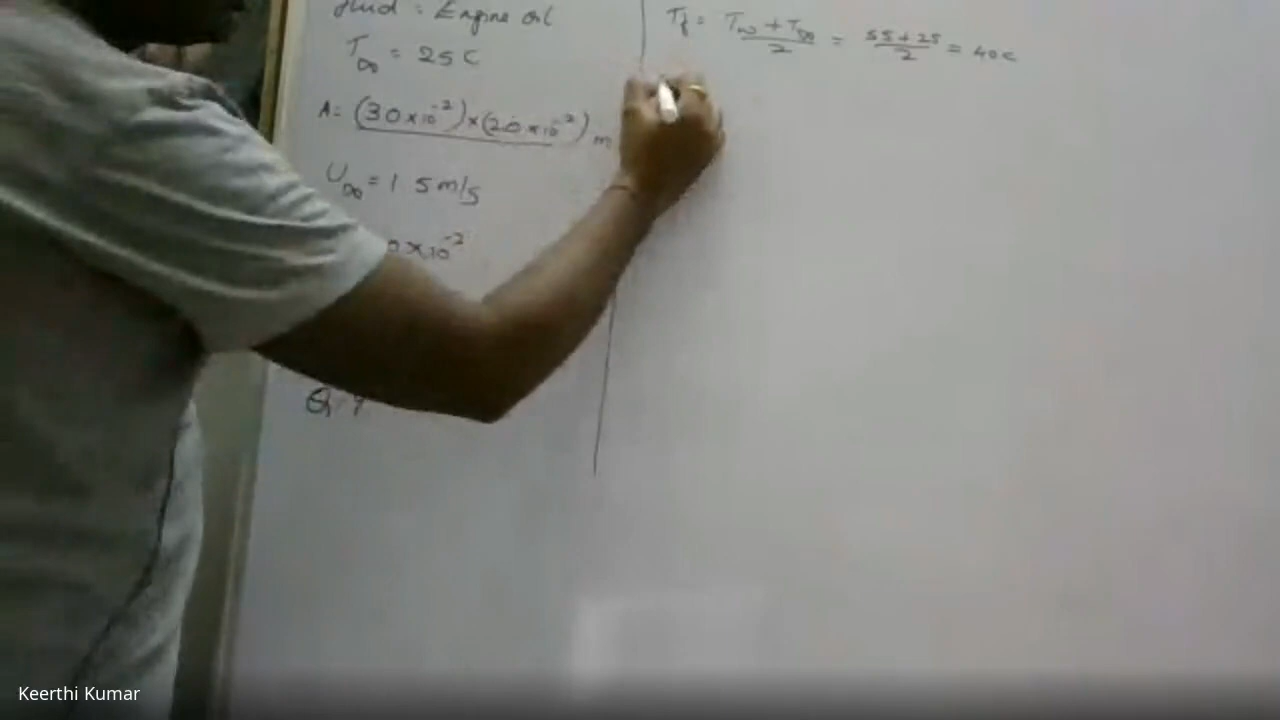 fluid : Engine oil
T∞ = 25 C
A = (30×10⁻²)×(20×10⁻²) m
U∞ = 1.5 m/s
0×10⁻²
Q ?
Tf = Tw + T∞ / 2 = 55+25 / 2 = 40 C
Keerthi Kumar